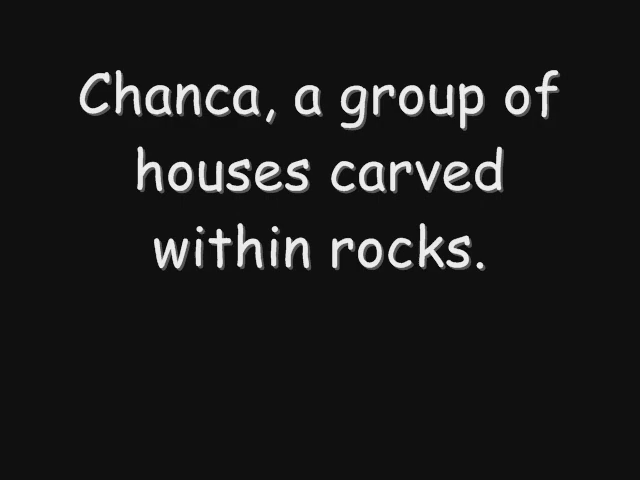 Chanca, a group of
houses carved
within rocks.